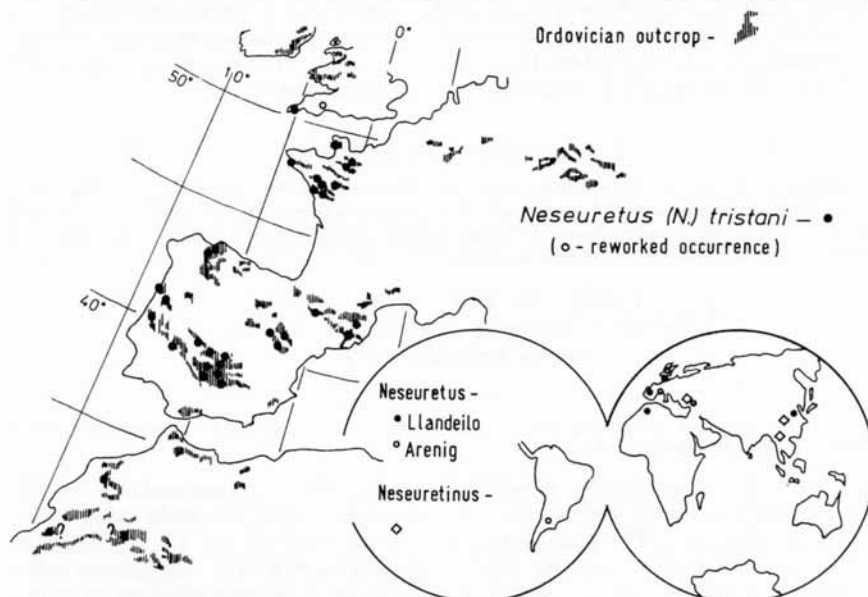 Ordovician outcrop -
0°
10°
50°
Neseuretus (N.) tristani -
(o - reworked occurrence)
40°
Neseuretus -
Llandeilo
Arenig
Neseuretinus -
? ?